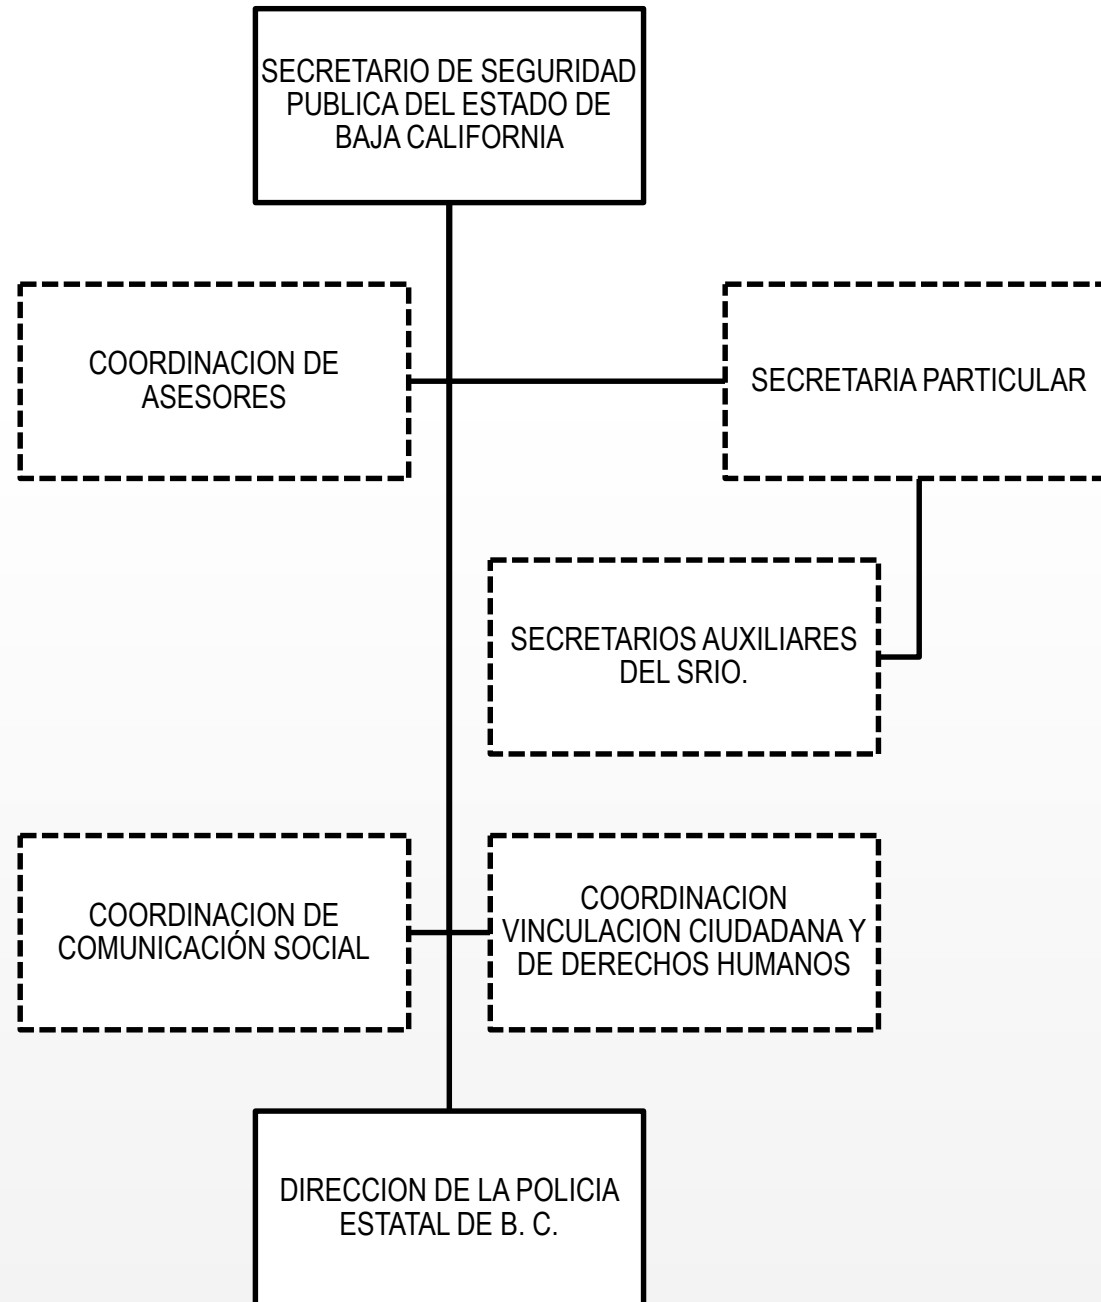 SECRETARIO DE SEGURIDAD
PUBLICA DEL ESTADO DE
BAJA CALIFORNIA
COORDINACION DE
ASESORES
SECRETARIA PARTICULAR
SECRETARIOS AUXILIARES
DEL SRIO.
COORDINACION DE
COMUNICACIÓN SOCIAL
COORDINACION
VINCULACION CIUDADANA Y
DE DERECHOS HUMANOS
DIRECCION DE LA POLICIA
ESTATAL DE B. C.